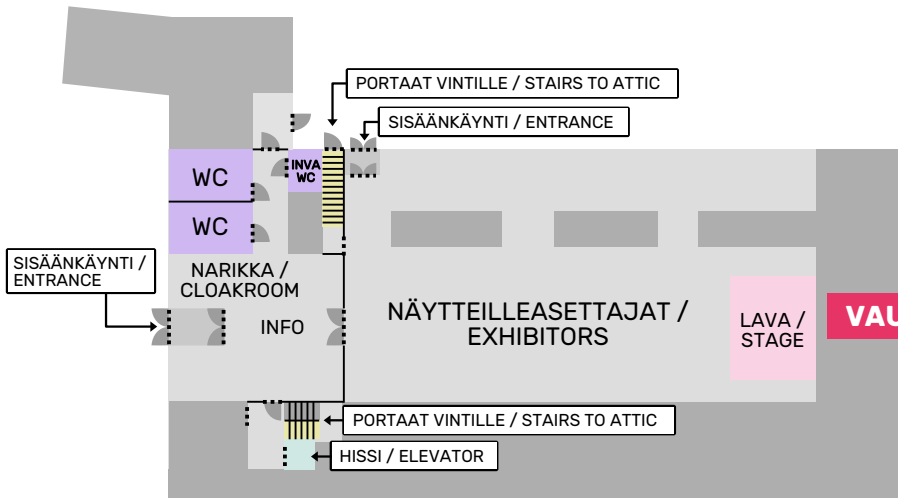 PORTAAT VINTILLE / STAIRS TO ATTIC
SISÄÄNKÄYNTI / ENTRANCE
INVA
WC
WC
WC
SISÄÄNKÄYNTI /
ENTRANCE
NARIKKA /
CLOAKROOM
INFO
NÄYTTEILLEASETTAJAT /
EXHIBITORS
LAVA /
STAGE
VAU
PORTAAT VINTILLE / STAIRS TO ATTIC
HISSI / ELEVATOR